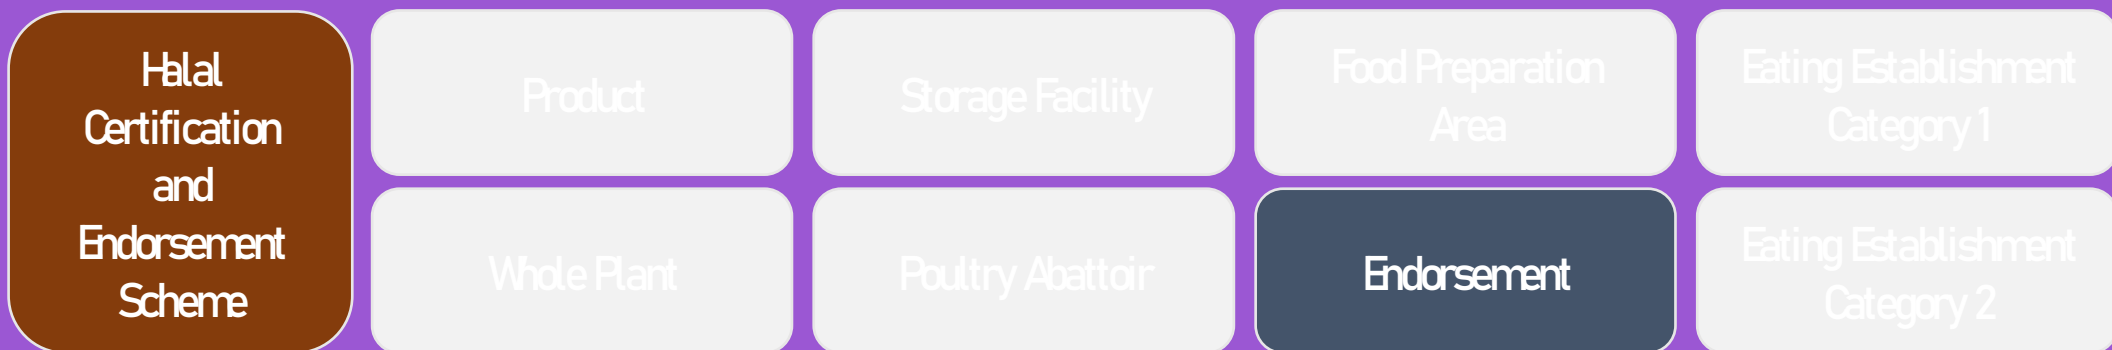 Halal
Certification
and
Endorsement
Scheme
Product
Storage Facility
Food Preparation
Area
Eating Establishment
Category 1
Whole Plant
Poultry Abattoir
Endorsement
Eating Establishment
Category 2